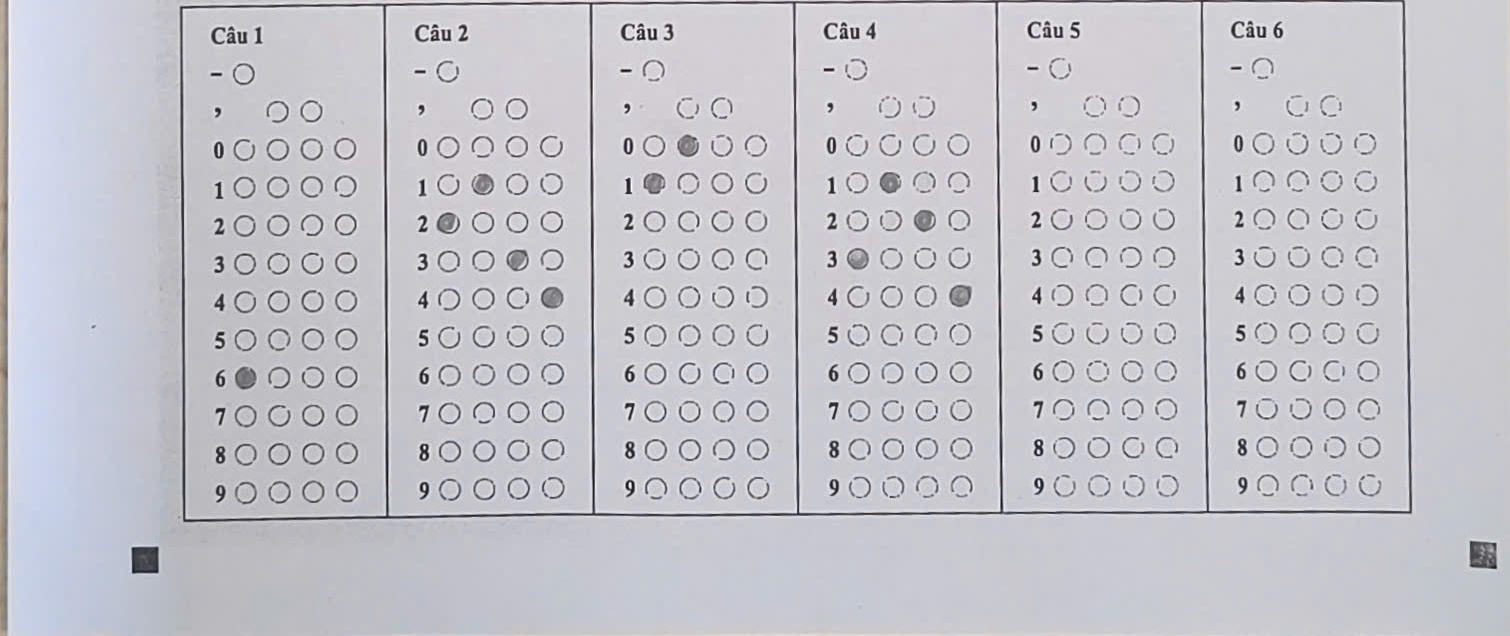 Câu 1 Câu 2 Câu 3 Câu 4 Câu 5 Câu 6
- - - - - -
, , , , , ,
0 0 0 0 0 0
1 1 1 1 1 1
2 2 2 2 2 2
3 3 3 3 3 3
4 4 4 4 4 4
5 5 5 5 5 5
6 6 6 6 6 6
7 7 7 7 7 7
8 8 8 8 8 8
9 9 9 9 9 9